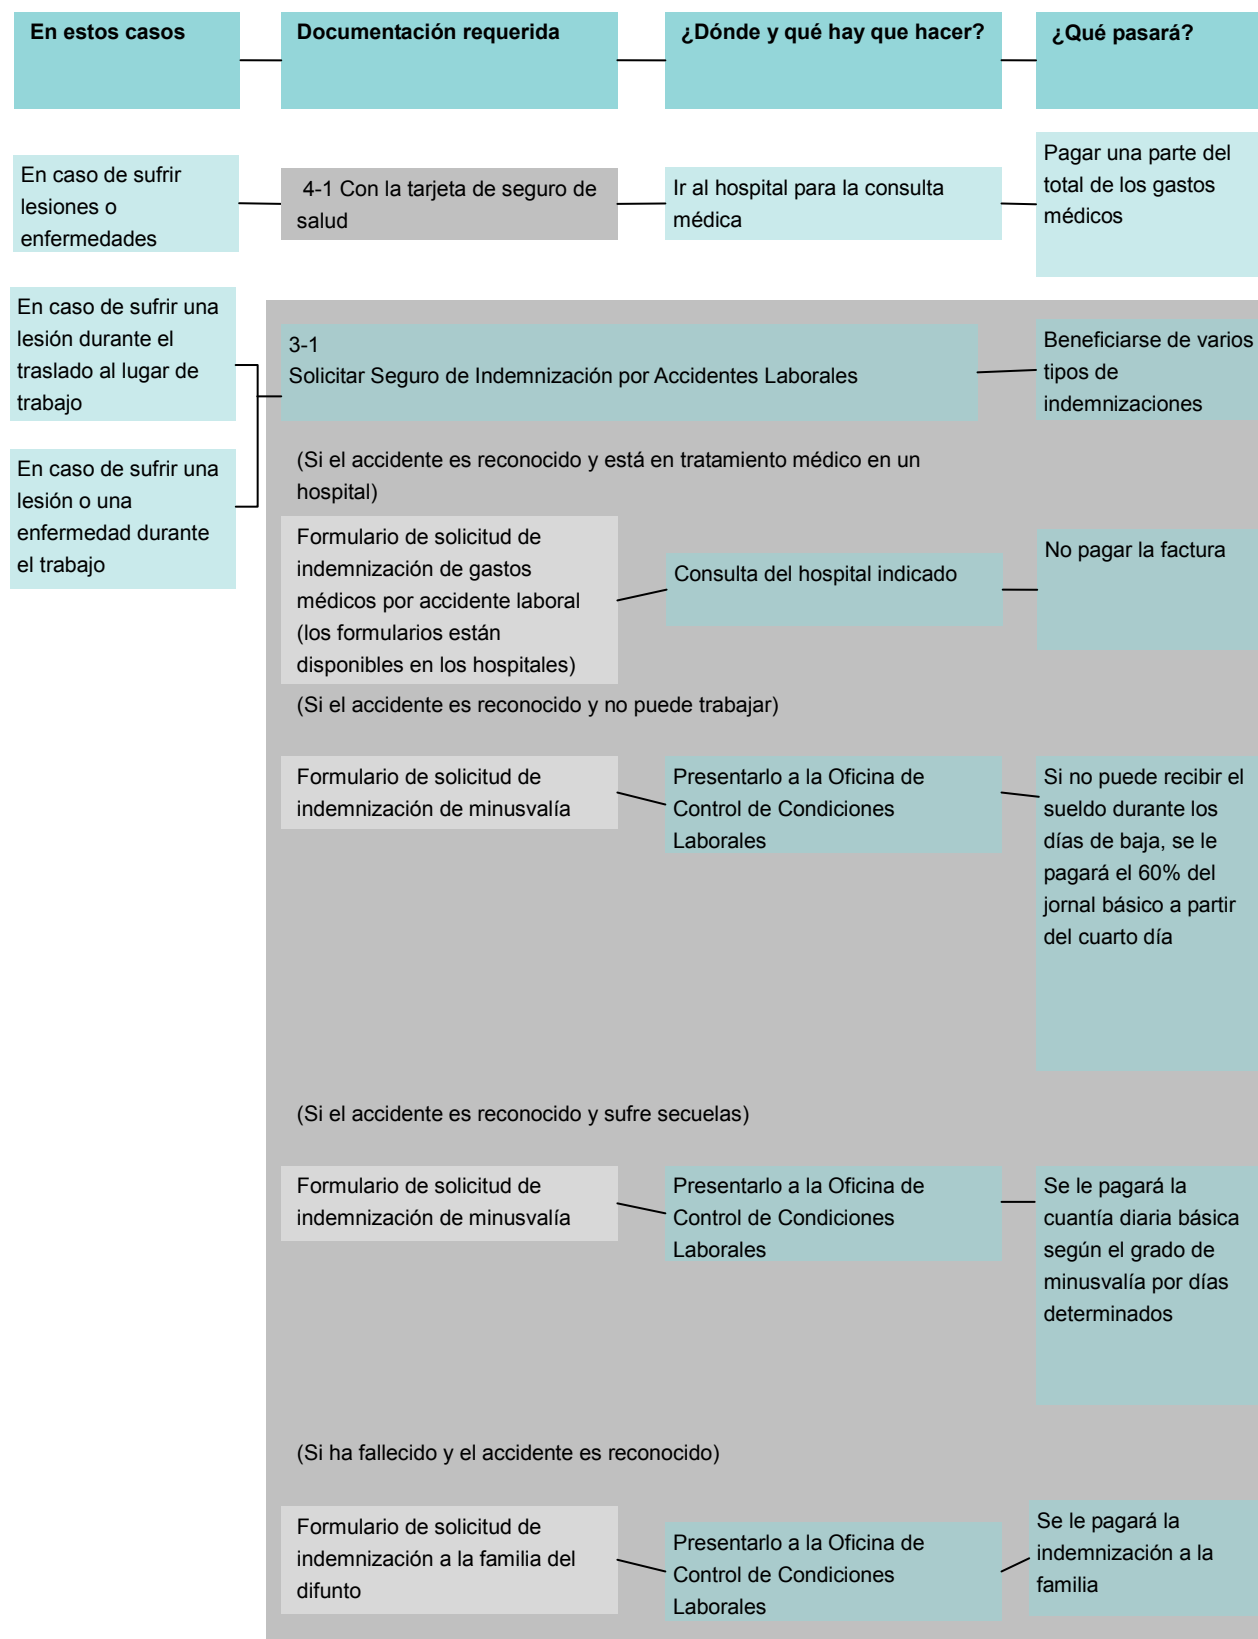 En estos casos
Documentación requerida
¿Dónde y qué hay que hacer?
¿Qué pasará?
En caso de sufrir
lesiones o
enfermedades
4-1 Con la tarjeta de seguro de
salud
Ir al hospital para la consulta
médica
Pagar una parte del
total de los gastos
médicos
En caso de sufrir una
lesión durante el
traslado al lugar de
trabajo
En caso de sufrir una
lesión o una
enfermedad durante
el trabajo
3-1
Solicitar Seguro de Indemnización por Accidentes Laborales
Beneficiarse de varios
tipos de
indemnizaciones
(Si el accidente es reconocido y está en tratamiento médico en un
hospital)
Formulario de solicitud de
indemnización de gastos
médicos por accidente laboral
(los formularios están
disponibles en los hospitales)
Consulta del hospital indicado
No pagar la factura
(Si el accidente es reconocido y no puede trabajar)
Formulario de solicitud de
indemnización de minusvalía
Presentarlo a la Oficina de
Control de Condiciones
Laborales
Si no puede recibir el
sueldo durante los
días de baja, se le
pagará el 60% del
jornal básico a partir
del cuarto día
(Si el accidente es reconocido y sufre secuelas)
Formulario de solicitud de
indemnización de minusvalía
Presentarlo a la Oficina de
Control de Condiciones
Laborales
Se le pagará la
cuantía diaria básica
según el grado de
minusvalía por días
determinados
(Si ha fallecido y el accidente es reconocido)
Formulario de solicitud de
indemnización a la familia del
difunto
Presentarlo a la Oficina de
Control de Condiciones
Laborales
Se le pagará la
indemnización a la
familia